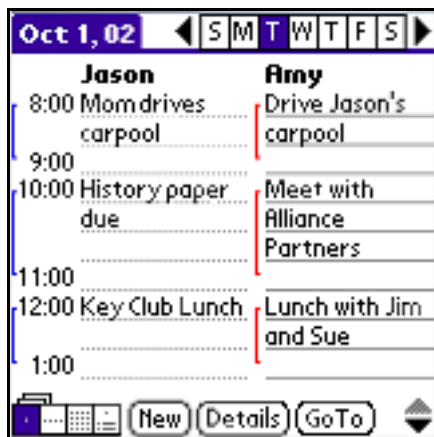 Oct 1, 02 S M T W T F S
Jason Amy
8:00 Mom drives Drive Jason's
carpool carpool
9:00
10:00 History paper Meet with
due Alliance
Partners
11:00
12:00 Key Club Lunch Lunch with Jim
and Sue
1:00
New Details GoTo